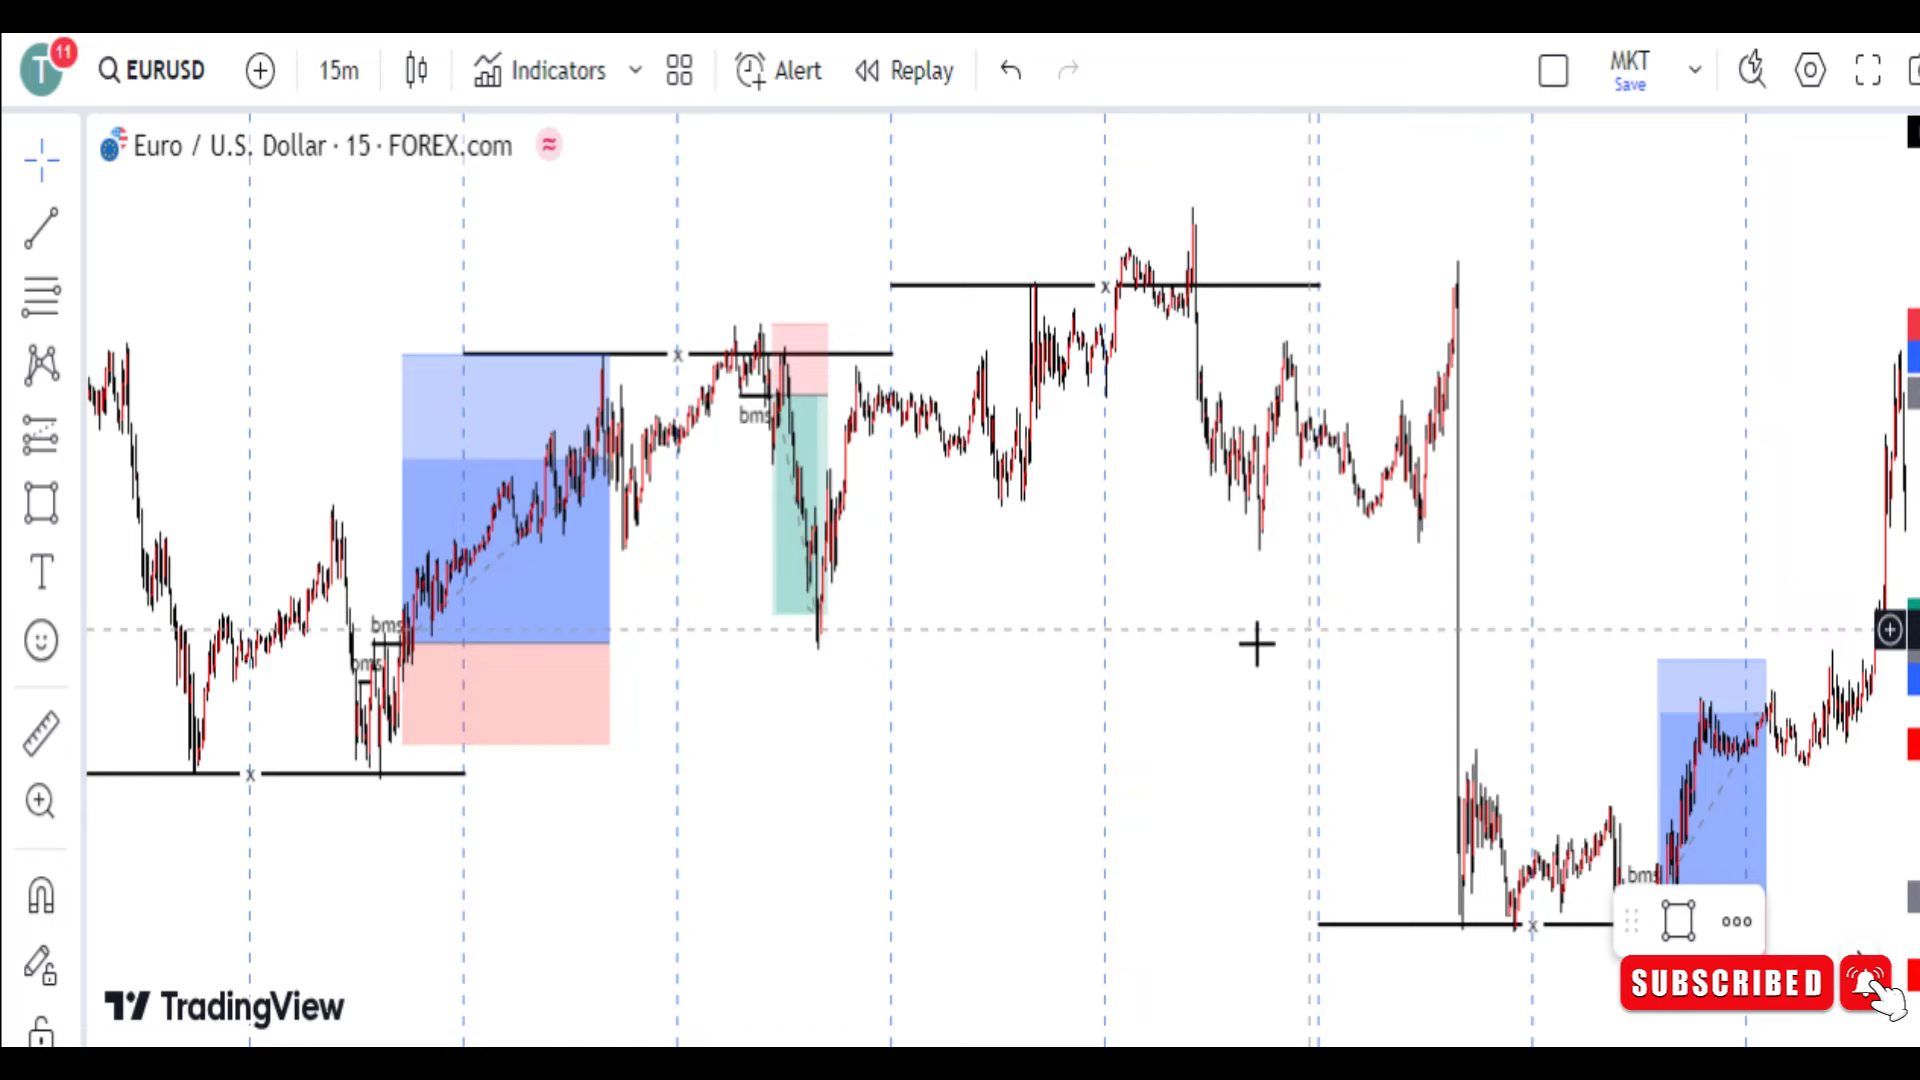 T 11 EURUSD 15m Indicators Alert Replay MKT
Save
Euro / U.S. Dollar · 15 · FOREX.com ≈
x
x
bms
bms
bms
x
bms
x
TradingView
SUBSCRIBED